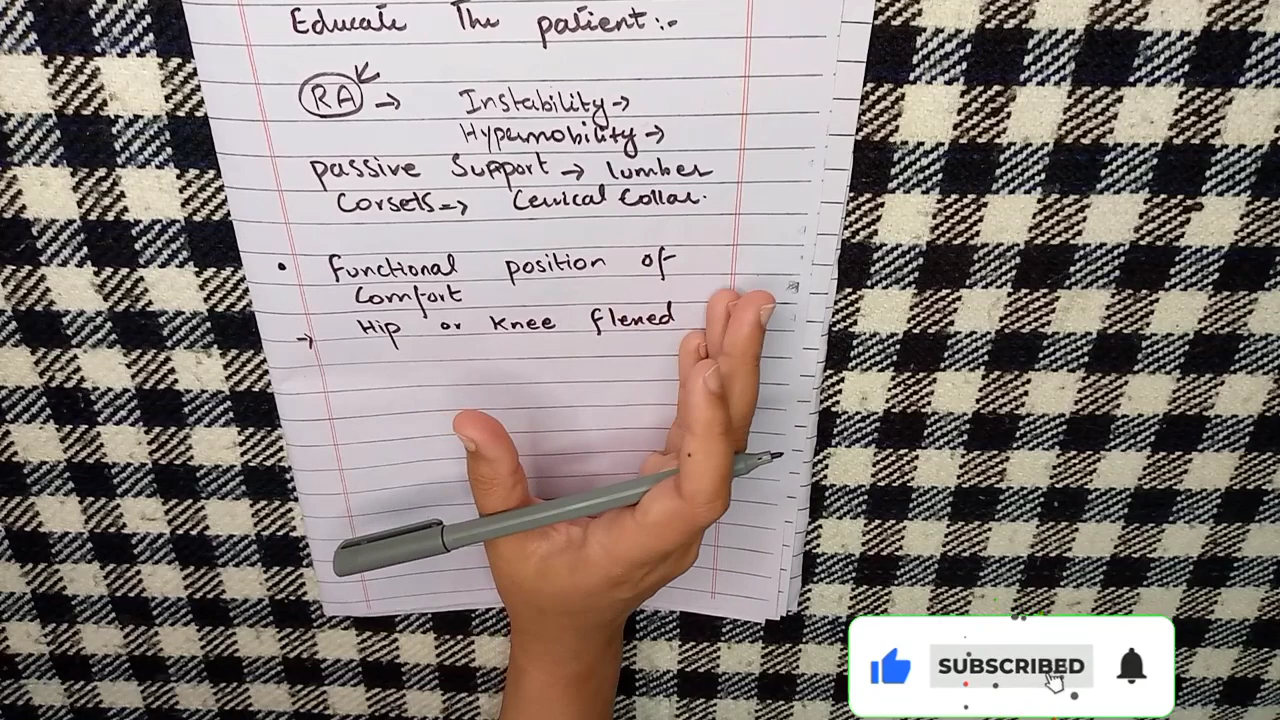 Educate The patient:-
RA → Instability →
Hypermobility →
passive Support → lumber
Corsets => Cervical Collar.
• functional position of
Comfort
→ Hip or Knee flexed
SUBSCRIBED